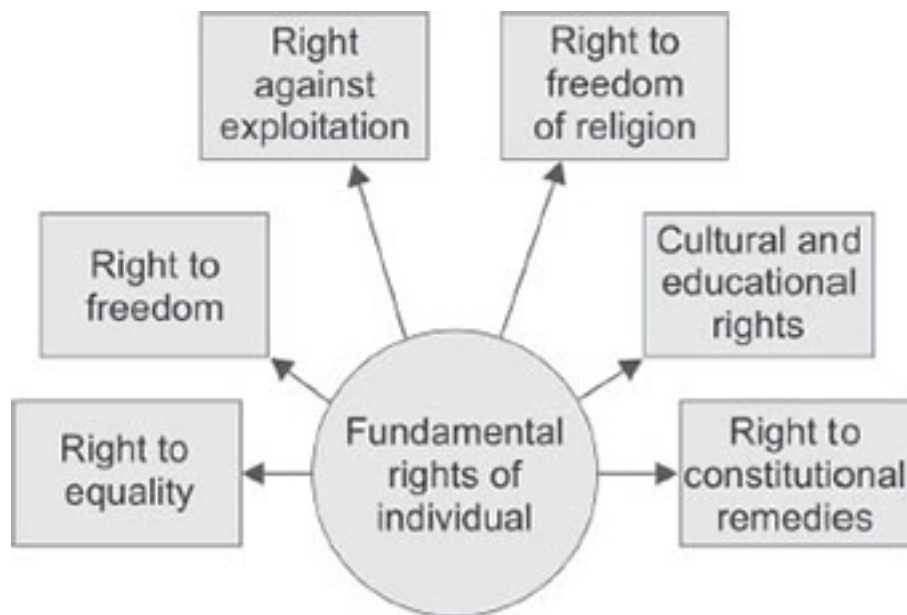 Right
against
exploitation
Right to
freedom
of religion
Right to
freedom
Cultural and
educational
rights
Right to
equality
Fundamental
rights of
individual
Right to
constitutional
remedies